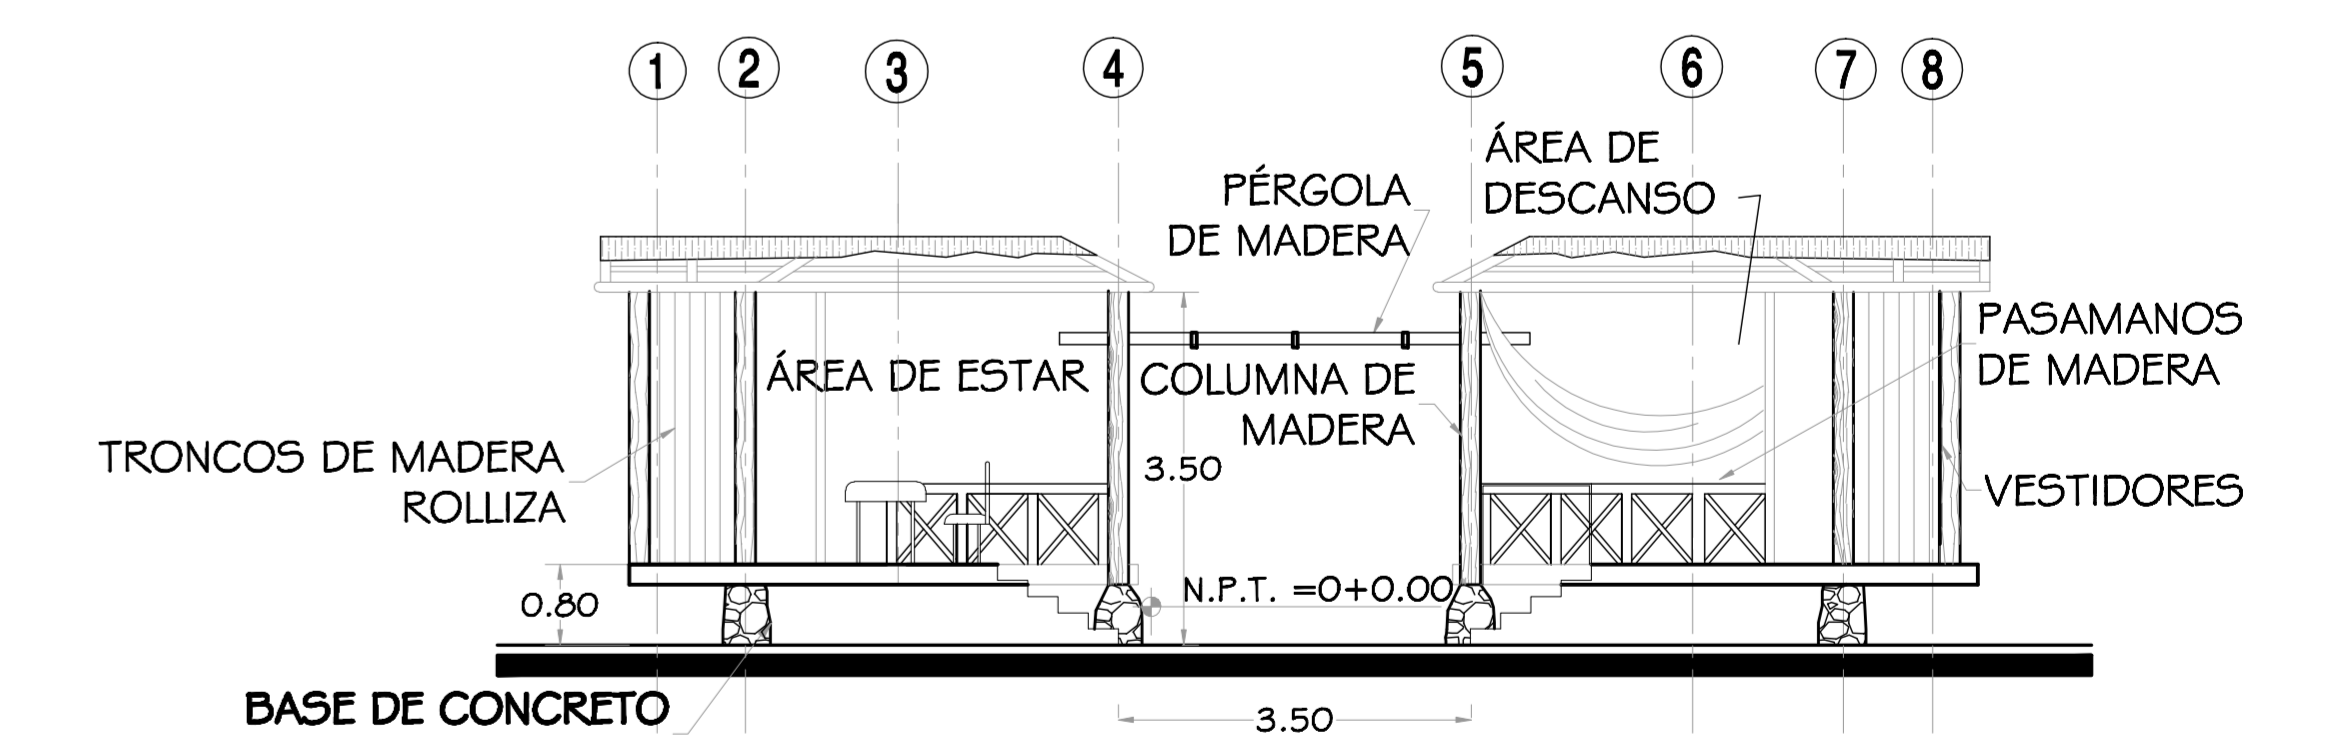 1 2 3 4 5 6 7 8
ÁREA DE
DESCANSO
PÉRGOLA
DE MADERA
PASAMANOS
DE MADERA
ÁREA DE ESTAR
COLUMNA DE
MADERA
TRONCOS DE MADERA
ROLLIZA
3.50
VESTIDORES
0.80
N.P.T. =0+0.00
BASE DE CONCRETO
3.50